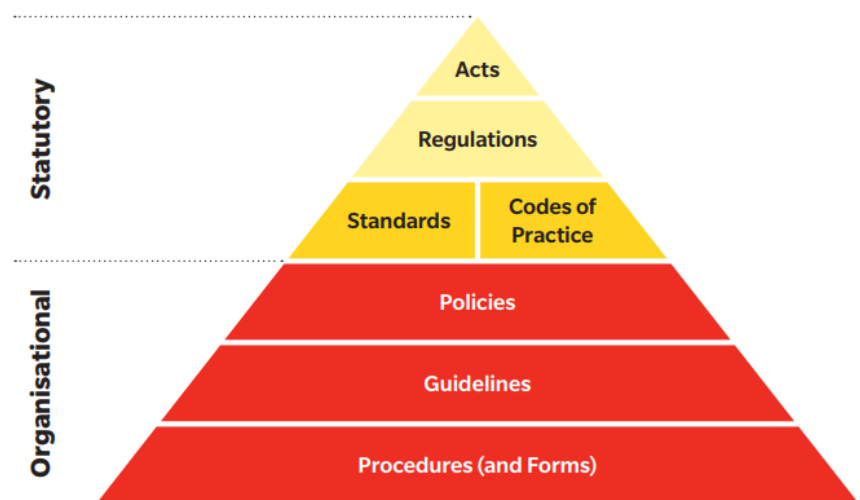 Statutory
Acts
Regulations
Standards
Codes of
Practice
Organisational
Policies
Guidelines
Procedures (and Forms)